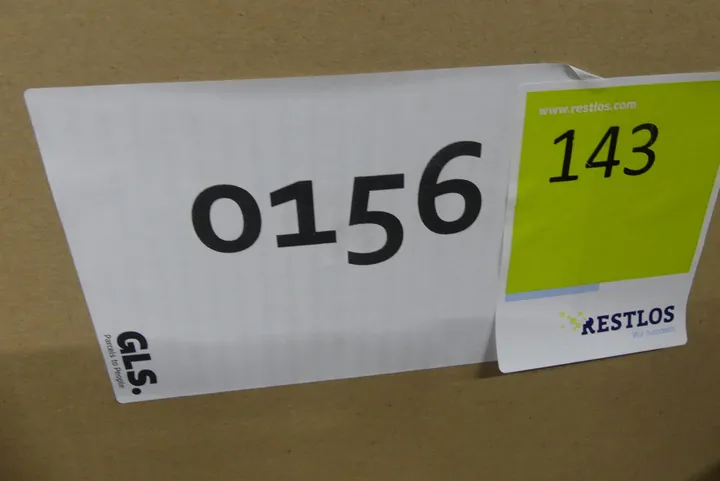 0156
GLS.
Parcels to People
www.restlos.com
143
RESTLOS